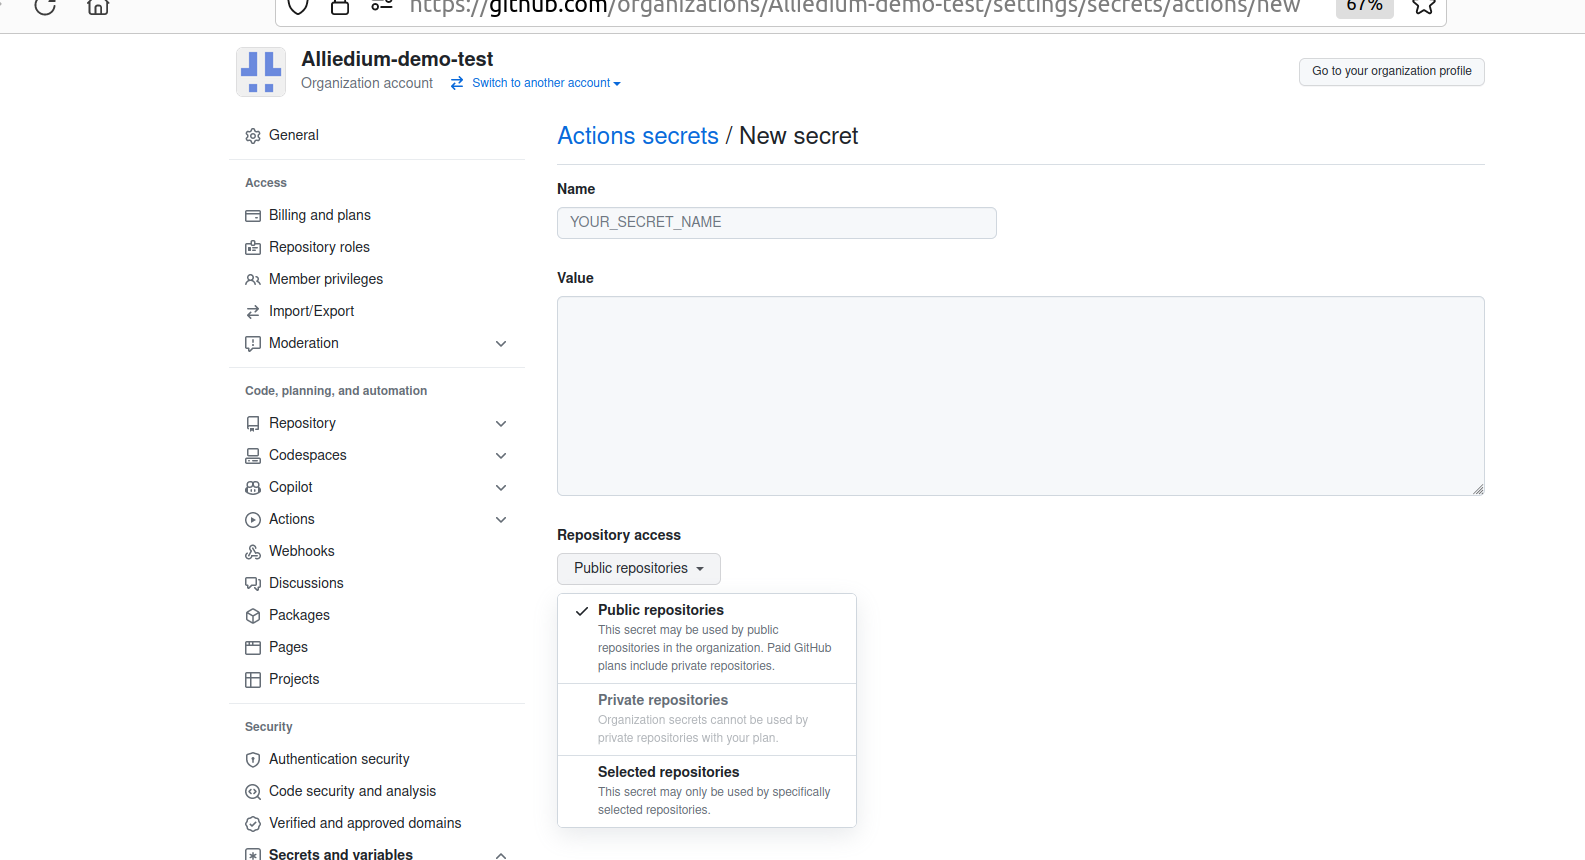 https://github.com/organizations/Alliedium-demo-test/settings/secrets/actions/new
67%
Alliedium-demo-test
Organization account
Switch to another account
Go to your organization profile
General
Access
Billing and plans
Repository roles
Member privileges
Import/Export
Moderation
Code, planning, and automation
Repository
Codespaces
Copilot
Actions
Webhooks
Discussions
Packages
Pages
Projects
Security
Authentication security
Code security and analysis
Verified and approved domains
Secrets and variables
Actions secrets / New secret
Name
YOUR_SECRET_NAME
Value
Repository access
Public repositories
Public repositories
This secret may be used by public
repositories in the organization. Paid GitHub
plans include private repositories.
Private repositories
Organization secrets cannot be used by
private repositories with your plan.
Selected repositories
This secret may only be used by specifically
selected repositories.